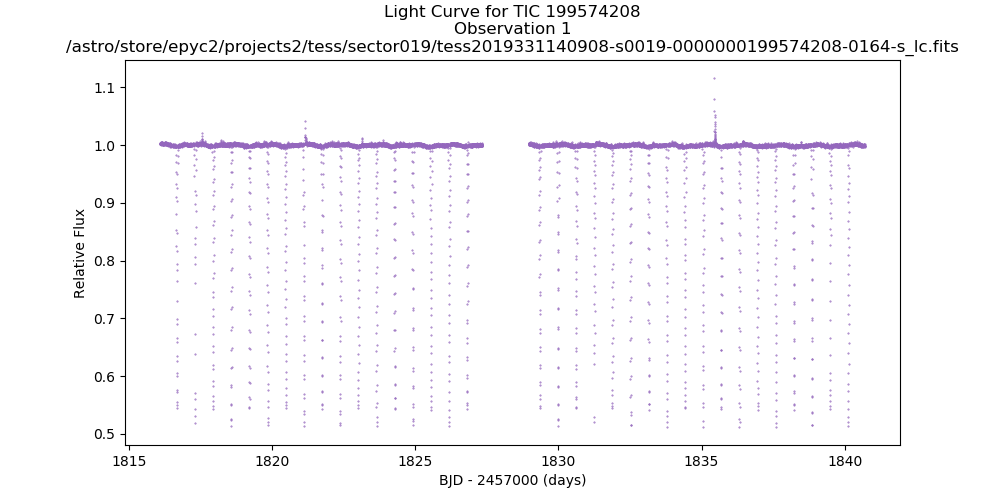 Light Curve for TIC 199574208
Observation 1
/astro/store/epyc2/projects2/tess/sector019/tess2019331140908-s0019-0000000199574208-0164-s_lc.fits
1.1
1.0
0.9
0.8
0.7
0.6
0.5
Relative Flux
1815
1820
1825
1830
1835
1840
BJD - 2457000 (days)